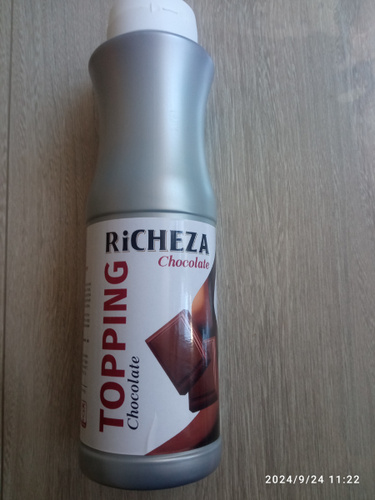 RiCHEZA
Chocolate
TOPPING
Chocolate
2024/9/24 11:22